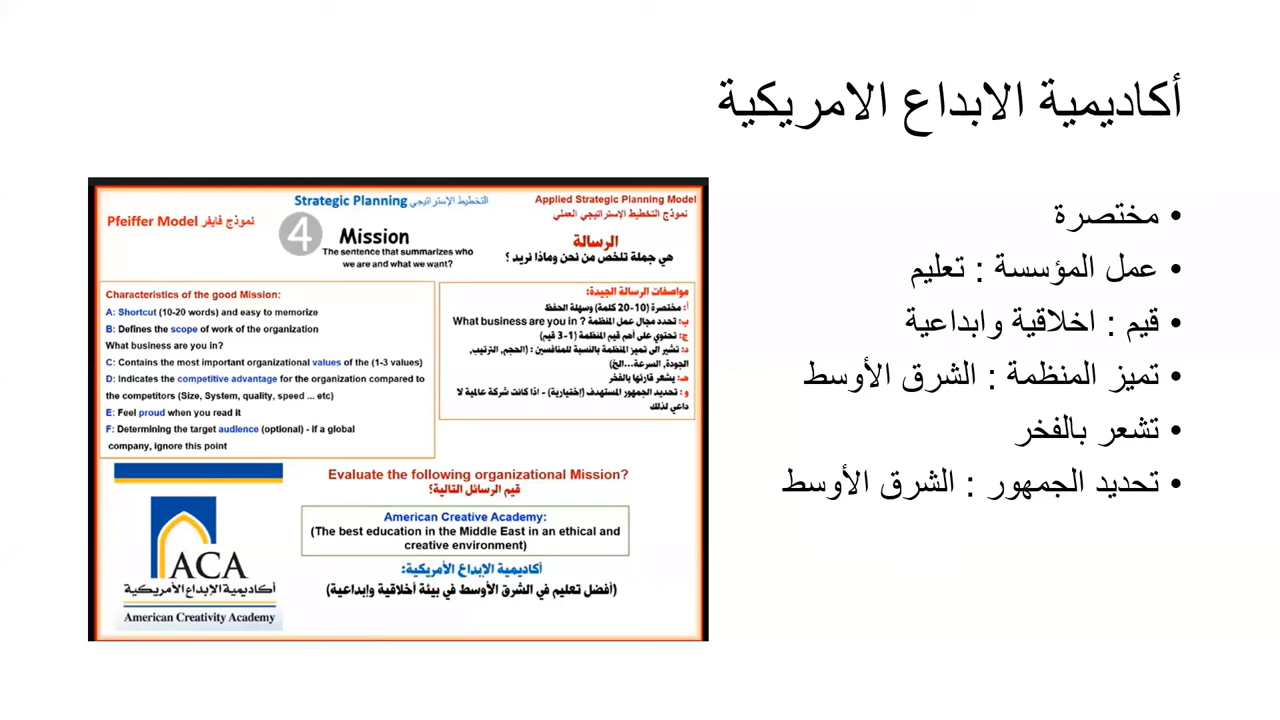 أكاديمية الابداع الامريكية
• مختصرة
• عمل المؤسسة : تعليم
• قيم : اخلاقية وابداعية
• تميز المنظمة : الشرق الأوسط
• تشعر بالفخر
• تحديد الجمهور : الشرق الأوسط
Strategic Planning التخطيط الإستراتيجي
Applied Strategic Planning Model
نموذج التخطيط الإستراتيجي العملي
Pfeiffer Model نموذج فايفر
4
Mission
The sentence that summarizes who
we are and what we want?
الرسالة
هي جملة تلخص من نحن وماذا نريد ؟
Characteristics of the good Mission:
A: Shortcut (10-20 words) and easy to memorize
B: Defines the scope of work of the organization
What business are you in?
C: Contains the most important organizational values of the (1-3 values)
D: Indicates the competitive advantage for the organization compared to
the competitors (Size, System, quality, speed ... etc)
E: Feel proud when you read it
F: Determining the target audience (optional) - if a global
company, ignore this point
مواصفات الرسالة الجيدة:
أ: مختصرة (10-20 كلمة) وسهلة الحفظ
ب: تحدد مجال عمل المنظمة ? What business are you in
ج: تحتوي على أهم قيم المنظمة (1-3 قيم)
د: تشير الى تميز المنظمة بالنسبة للمنافسين : (الحجم, الترتيب,
الجودة, السرعة...الخ)
هـ: يشعر قارئها بالفخر
و : تحديد الجمهور المستهدف (إختيارية) - اذا كانت شركة عالمية لا
داعي لذلك
Evaluate the following organizational Mission?
قيم الرسائل التالية؟
American Creative Academy:
(The best education in the Middle East in an ethical and
creative environment)
أكاديمية الإبداع الأمريكية:
(أفضل تعليم في الشرق الأوسط في بيئة أخلاقية وإبداعية)
ACA
أكاديمية الإبداع الأمريكية
American Creativity Academy